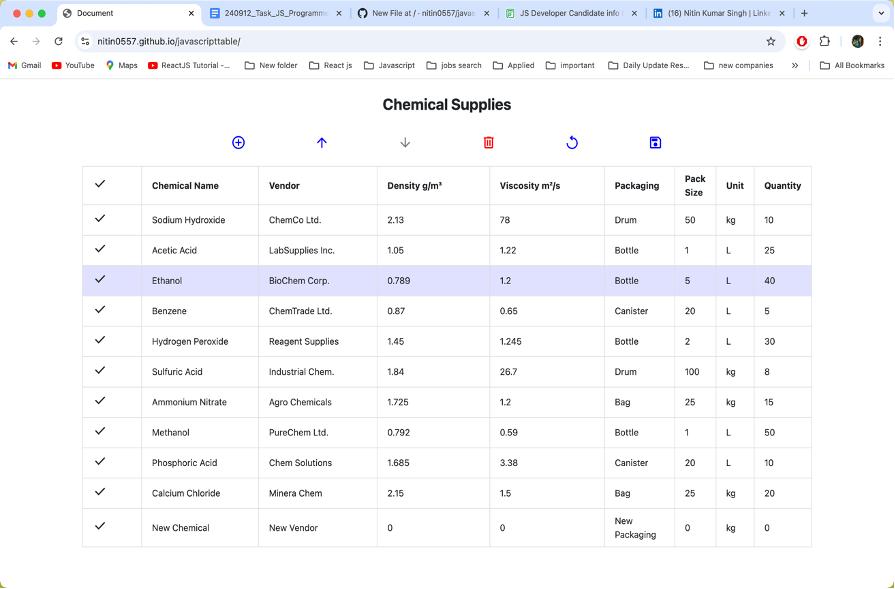 Document
240912_Task_JS_Programmi
New File at / - nitin0557/javas
JS Developer Candidate info
(16) Nitin Kumar Singh | Linke
nitin0557.github.io/javascripttable/
Gmail YouTube Maps ReactJS Tutorial -... New folder React js Javascript jobs search Applied important Daily Update Res... new companies » All Bookmarks
Chemical Supplies
Chemical Name Vendor Density g/m³ Viscosity m²/s Packaging Pack Size Unit Quantity
Sodium Hydroxide ChemCo Ltd. 2.13 78 Drum 50 kg 10
Acetic Acid LabSupplies Inc. 1.05 1.22 Bottle 1 L 25
Ethanol BioChem Corp. 0.789 1.2 Bottle 5 L 40
Benzene ChemTrade Ltd. 0.87 0.65 Canister 20 L 5
Hydrogen Peroxide Reagent Supplies 1.45 1.245 Bottle 2 L 30
Sulfuric Acid Industrial Chem. 1.84 26.7 Drum 100 kg 8
Ammonium Nitrate Agro Chemicals 1.725 1.2 Bag 25 kg 15
Methanol PureChem Ltd. 0.792 0.59 Bottle 1 L 50
Phosphoric Acid Chem Solutions 1.685 3.38 Canister 20 L 10
Calcium Chloride Minera Chem 2.15 1.5 Bag 25 kg 20
New Chemical New Vendor 0 0 New Packaging 0 kg 0